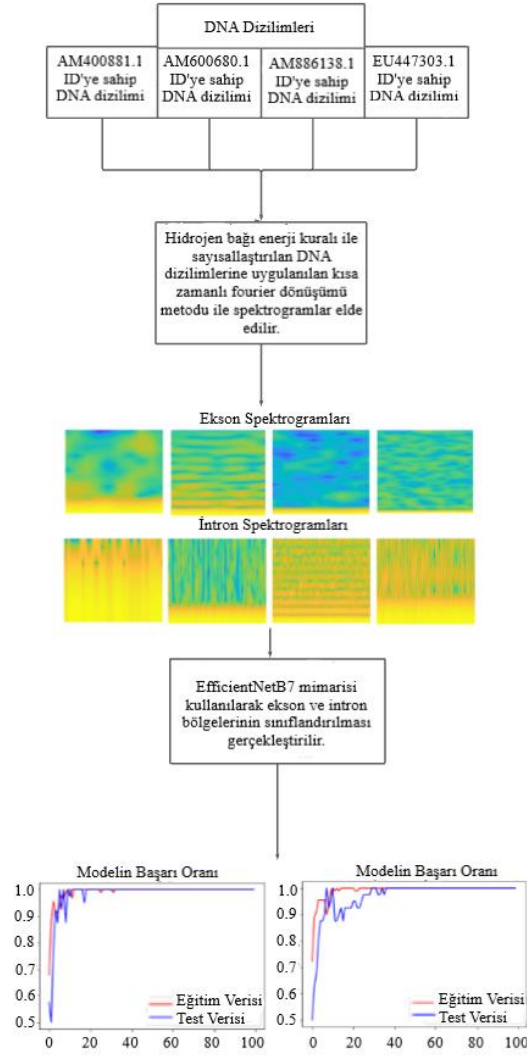 DNA Dizilimleri
AM400881.1
ID'ye sahip
DNA dizilimi
AM600680.1
ID'ye sahip
DNA dizilimi
AM886138.1
ID'ye sahip
DNA dizilimi
EU447303.1
ID'ye sahip
DNA dizilimi
Hidrojen bağı enerji kuralı ile
sayısallaştırılan DNA
dizilimlerine uygulanılan kısa
zamanlı fourier dönüşümü
metodu ile spektrogramlar elde
edilir.
Ekson Spektrogramları
İntron Spektrogramları
EfficientNetB7 mimarisi
kullanılarak ekson ve intron
bölgelerinin sınıflandırılması
gerçekleştirilir.
Modelin Başarı Oranı
1.0
0.9
0.8
0.7
0.6
0.5
Eğitim Verisi
Test Verisi
0 20 40 60 80 100
Modelin Başarı Oranı
1.0
0.9
0.8
0.7
0.6
0.5
Eğitim Verisi
Test Verisi
0 20 40 60 80 100